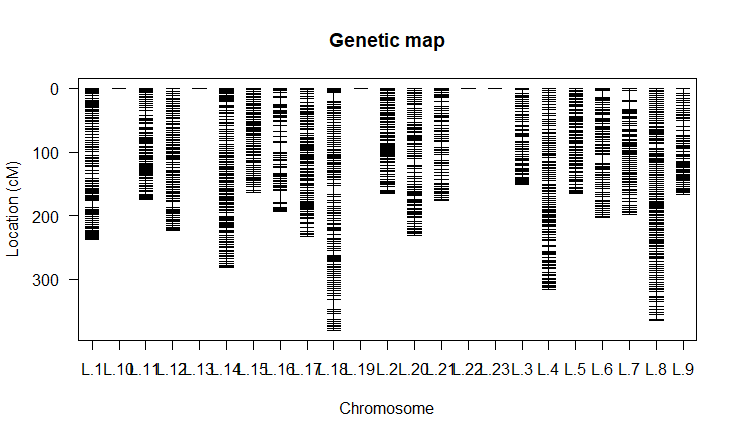 Genetic map
Location (cM)
0
100
200
300
L.1 L.10 L.11 L.12 L.13 L.14 L.15 L.16 L.17 L.18 L.19 L.2 L.20 L.21 L.22 L.23 L.3 L.4 L.5 L.6 L.7 L.8 L.9
Chromosome